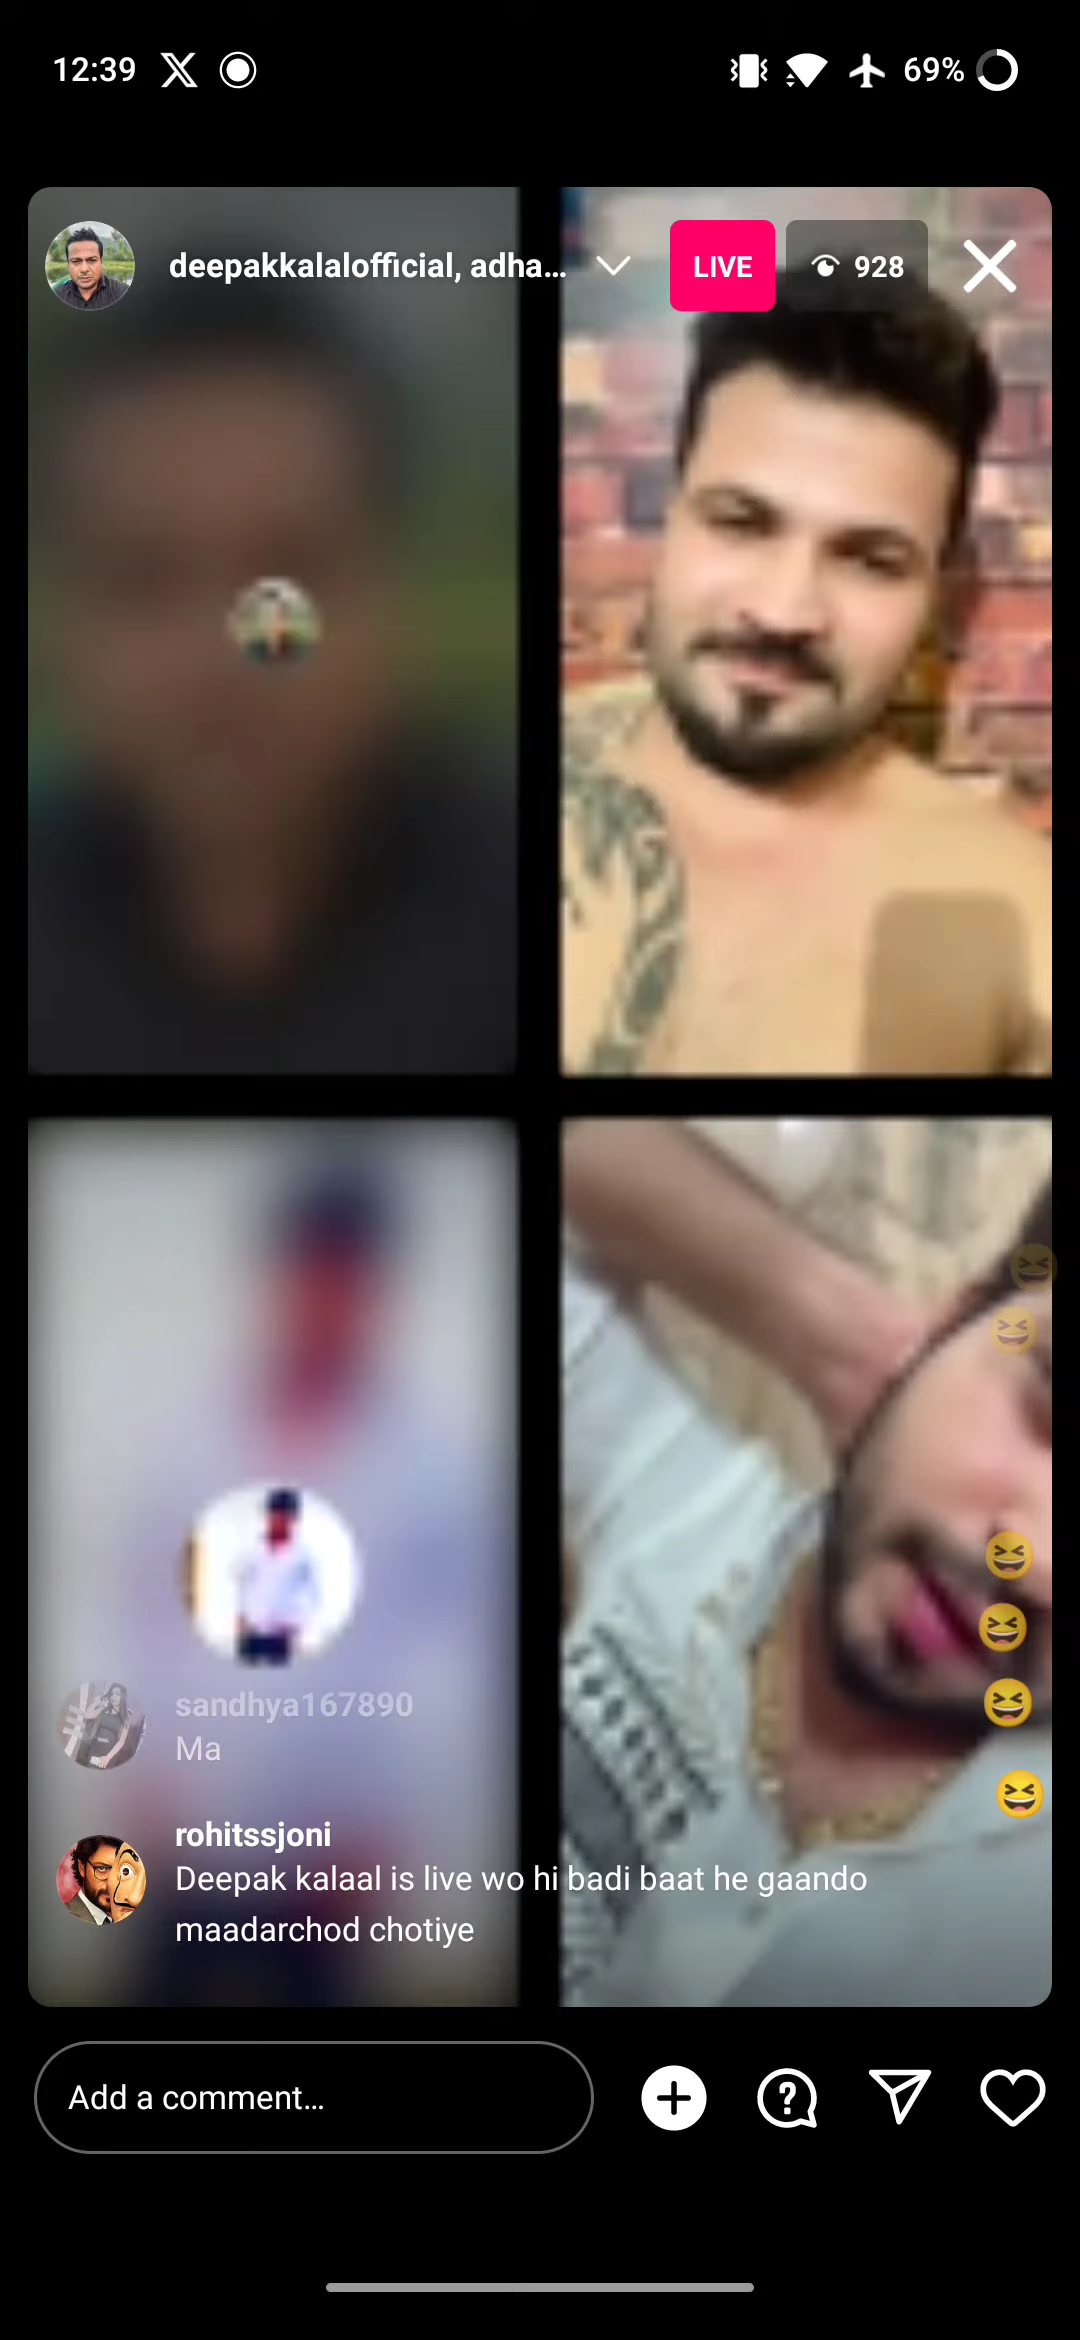 12:39
69%
deepakkalalofficial, adha...
LIVE
928
sandhya167890
Ma
rohitssjoni
Deepak kalaal is live wo hi badi baat he gaando
maadarchod chotiye
Add a comment...